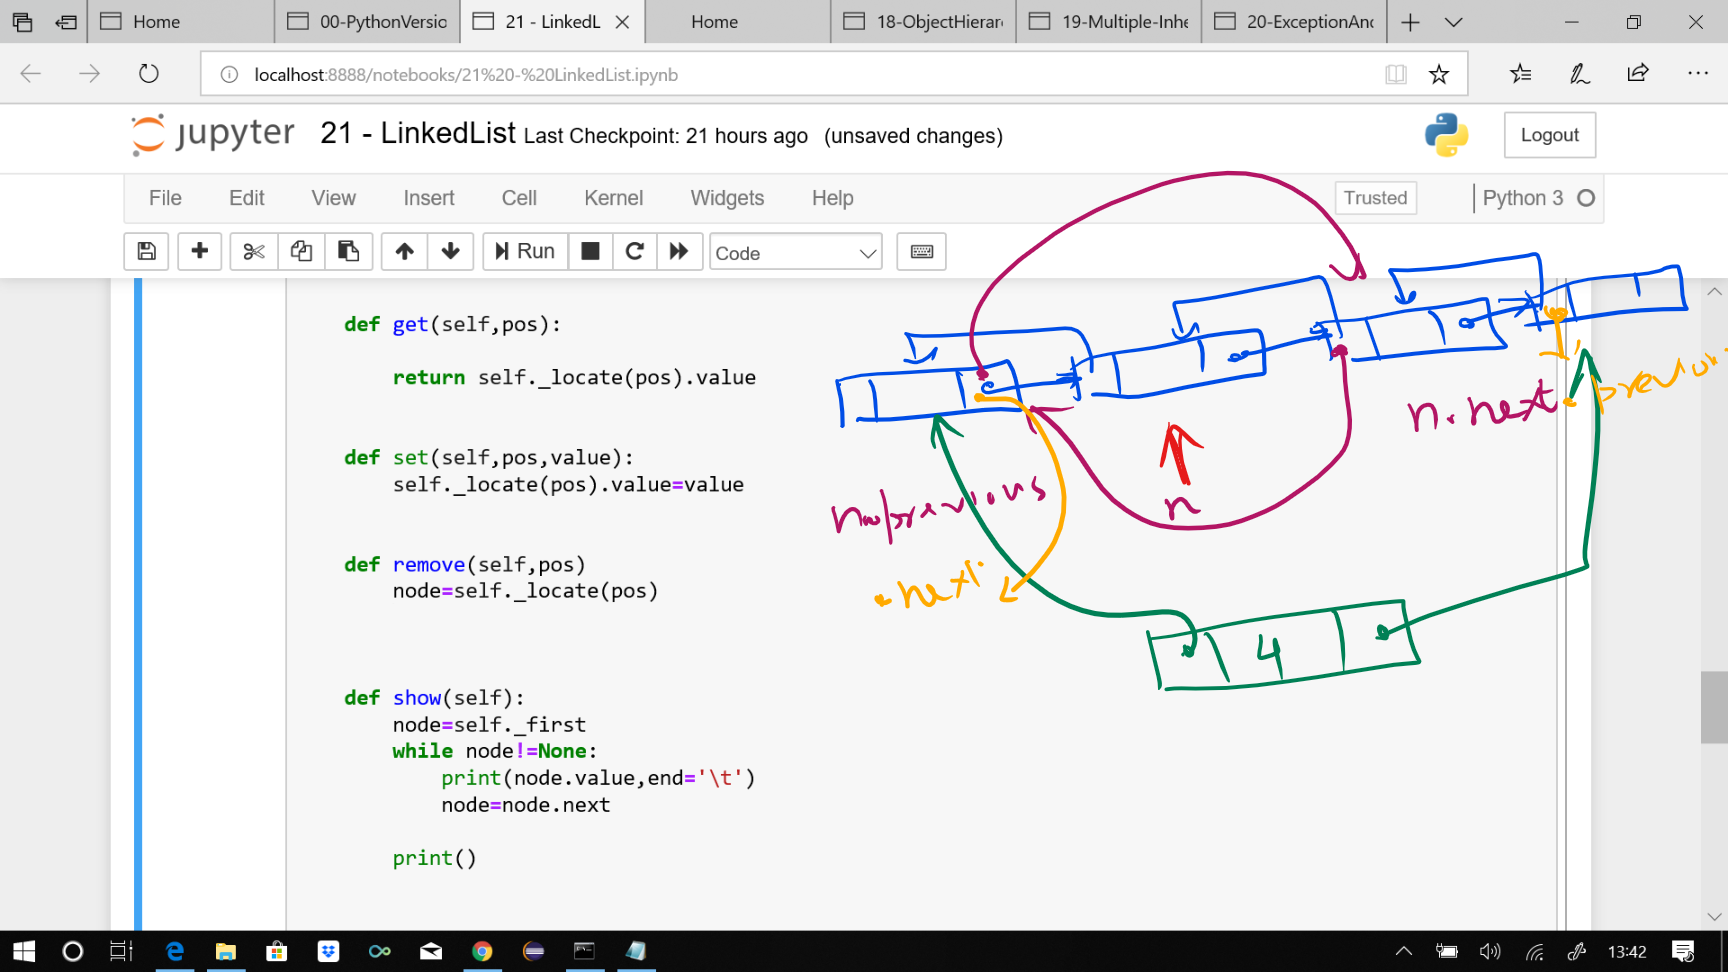 Home
00-PythonVersio
21 - LinkedL
Home
18-ObjectHierar
19-Multiple-Inhe
20-ExceptionAnd
localhost:8888/notebooks/21%20-%20LinkedList.ipynb
jupyter 21 - LinkedList Last Checkpoint: 21 hours ago (unsaved changes)
Logout
File Edit View Insert Cell Kernel Widgets Help
Trusted
Python 3
Run
Code
def get(self,pos):
return self._locate(pos).value
def set(self,pos,value):
self._locate(pos).value=value
def remove(self,pos)
node=self._locate(pos)
def show(self):
node=self._first
while node!=None:
print(node.value,end='\t')
node=node.next
print()
n.next
.previou
n
previous
.next
4
13:42